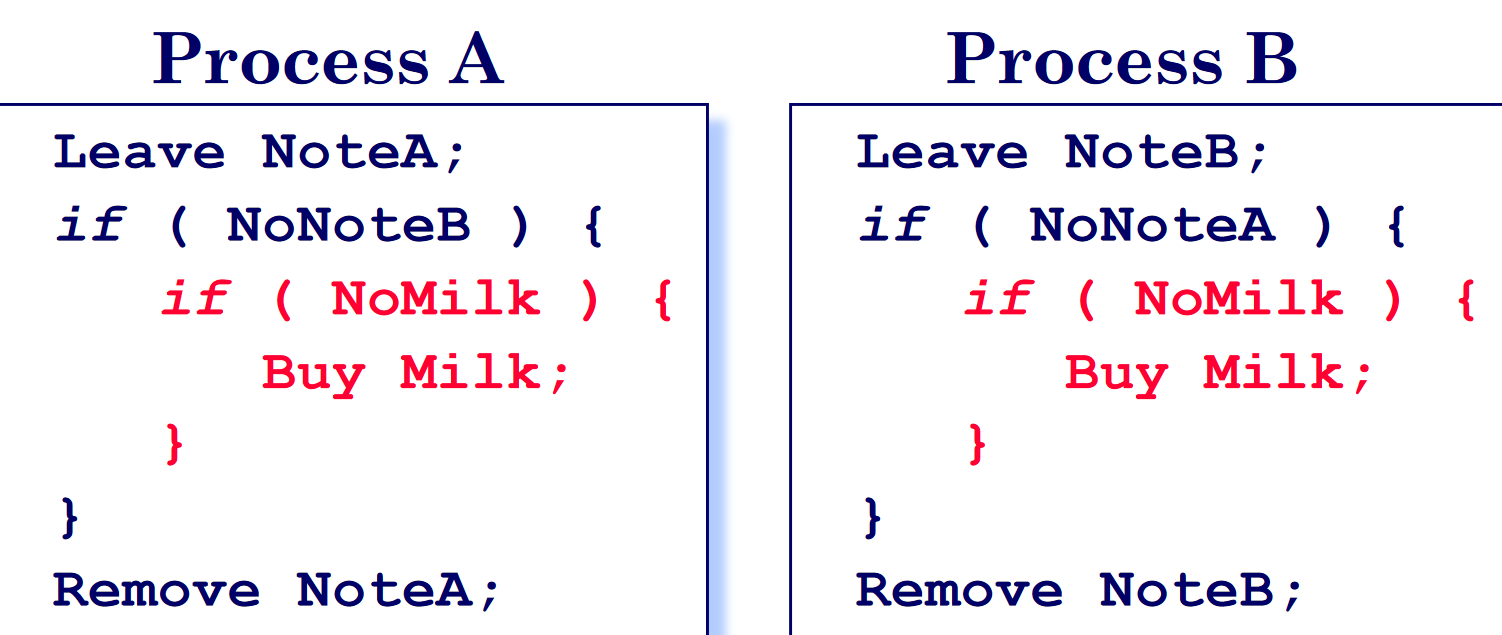 Process A
Leave NoteA;
if ( NoNoteB ) {
if ( NoMilk ) {
Buy Milk;
}
}
Remove NoteA;
Process B
Leave NoteB;
if ( NoNoteA ) {
if ( NoMilk ) {
Buy Milk;
}
}
Remove NoteB;